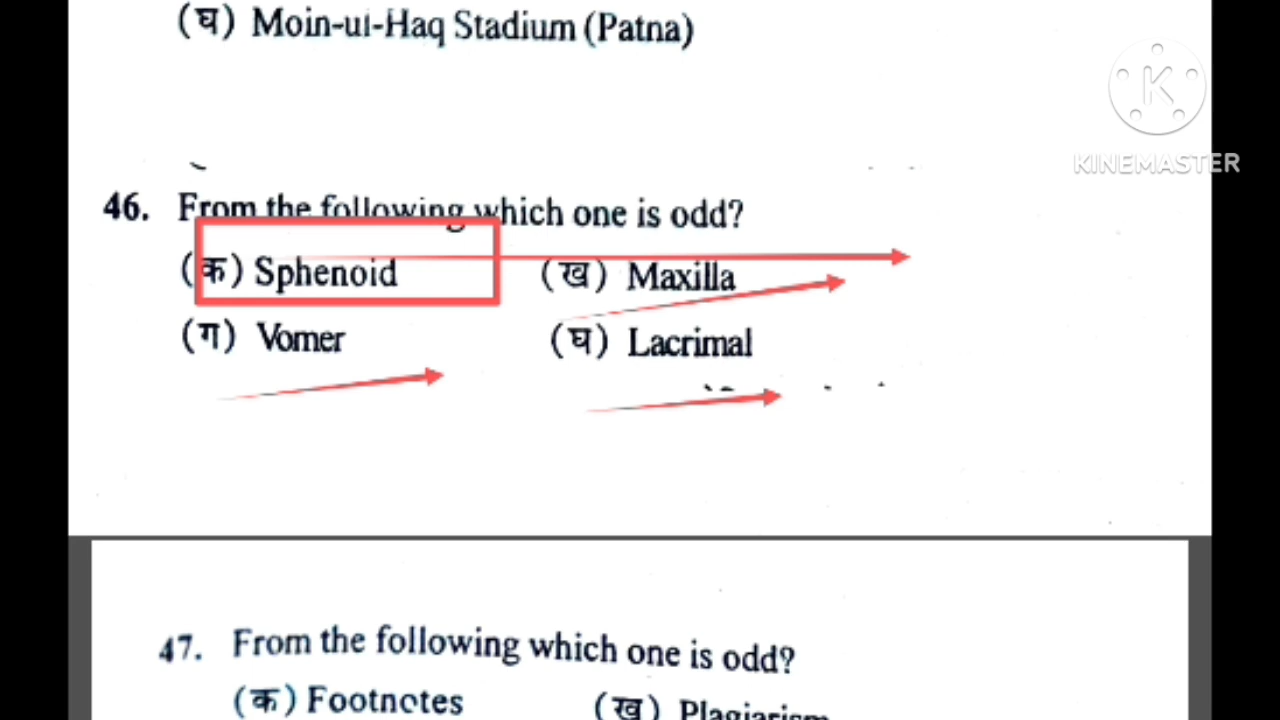 (घ) Moin-ul-Haq Stadium (Patna)
KINEMASTER
46. From the following which one is odd?
(क) Sphenoid (ख) Maxilla
(ग) Vomer (घ) Lacrimal
47. From the following which one is odd?
(क) Footnotes (ख) Plagiarism